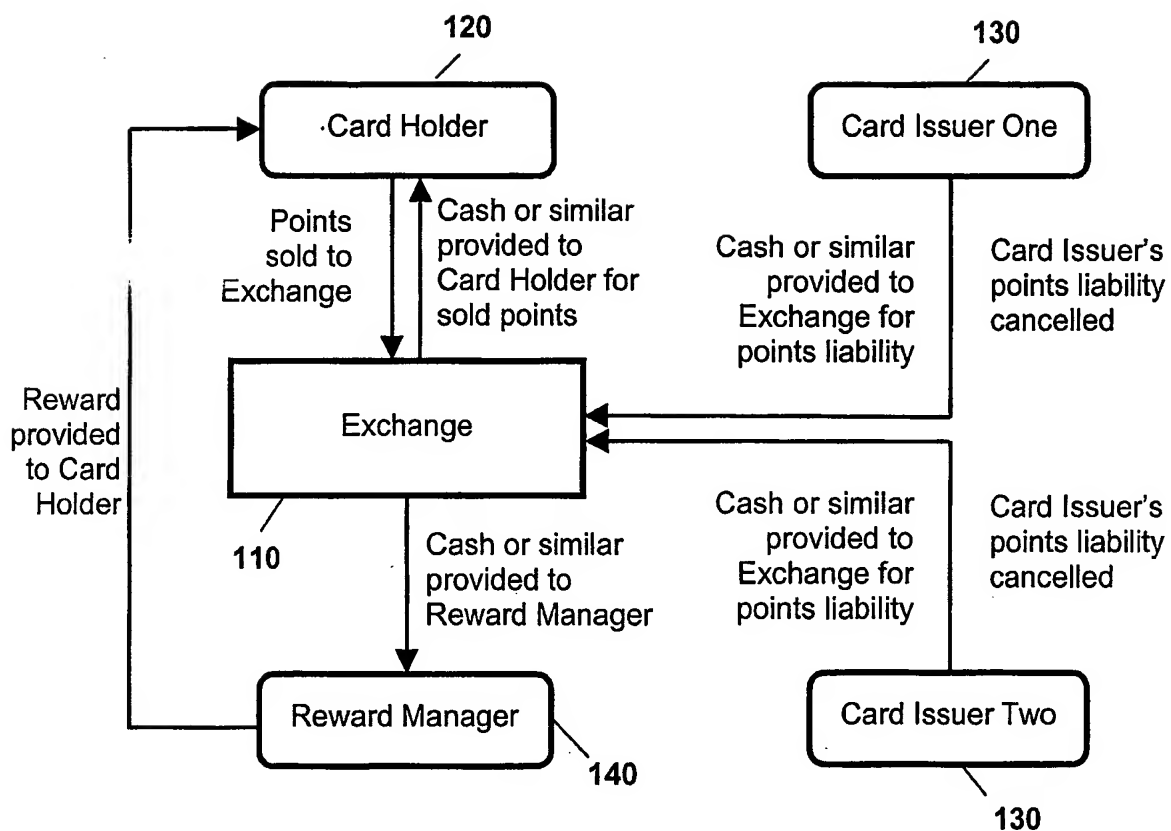 120
130
Card Holder
Card Issuer One
Points
sold to
Exchange
Cash or similar
provided to
Card Holder for
sold points
Cash or similar
provided to
Exchange for
points liability
Card Issuer's
points liability
cancelled
Reward
provided
to Card
Holder
Exchange
110
Cash or similar
provided to
Reward Manager
Cash or similar
provided to
Exchange for
points liability
Card Issuer's
points liability
cancelled
Reward Manager
140
Card Issuer Two
130